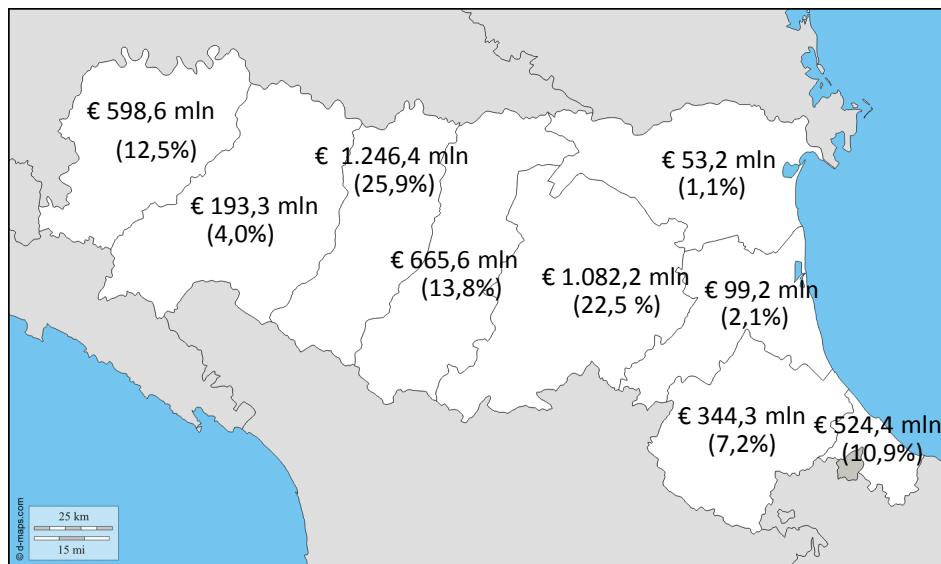 € 598,6 mln
(12,5%)
€ 193,3 mln
(4,0%)
€ 1.246,4 mln
(25,9%)
€ 665,6 mln
(13,8%)
€ 1.082,2 mln
(22,5 %)
€ 53,2 mln
(1,1%)
€ 99,2 mln
(2,1%)
€ 344,3 mln
(7,2%)
€ 524,4 mln
(10,9%)
25 km
15 mi
© d-maps.com